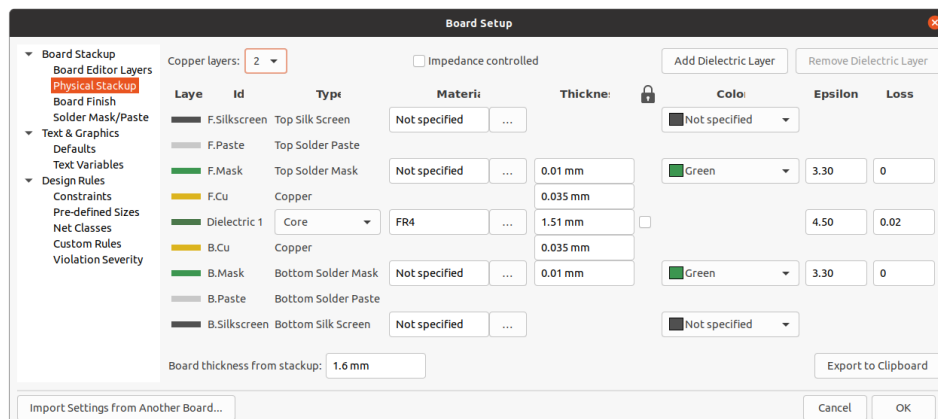 Board Setup
Board Stackup
Board Editor Layers
Physical Stackup
Board Finish
Solder Mask/Paste
Text & Graphics
Defaults
Text Variables
Design Rules
Constraints
Pre-defined Sizes
Net Classes
Custom Rules
Violation Severity
Copper layers: 2 Impedance controlled Add Dielectric Layer Remove Dielectric Layer
Laye Id Type Materia Thickne: Color Epsilon Loss
F.Silkscreen Top Silk Screen Not specified ... Not specified
F.Paste Top Solder Paste
F.Mask Top Solder Mask Not specified ... 0.01 mm Green 3.30 0
F.Cu Copper 0.035 mm
Dielectric 1 Core FR4 ... 1.51 mm 4.50 0.02
B.Cu Copper 0.035 mm
B.Mask Bottom Solder Mask Not specified ... 0.01 mm Green 3.30 0
B.Paste Bottom Solder Paste
B.Silkscreen Bottom Silk Screen Not specified ... Not specified
Board thickness from stackup: 1.6 mm Export to Clipboard
Import Settings from Another Board... Cancel OK